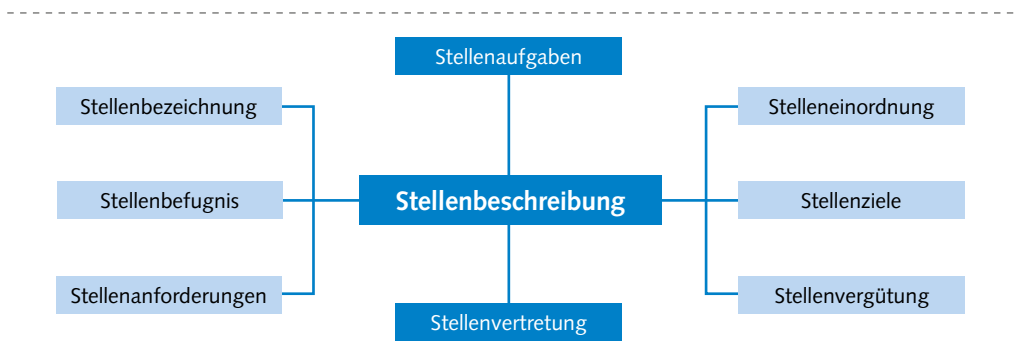 Stellenaufgaben
Stellenbezeichnung
Stelleneinordnung
Stellenbefugnis
Stellenbeschreibung
Stellenziele
Stellenanforderungen
Stellenvergütung
Stellenvertretung